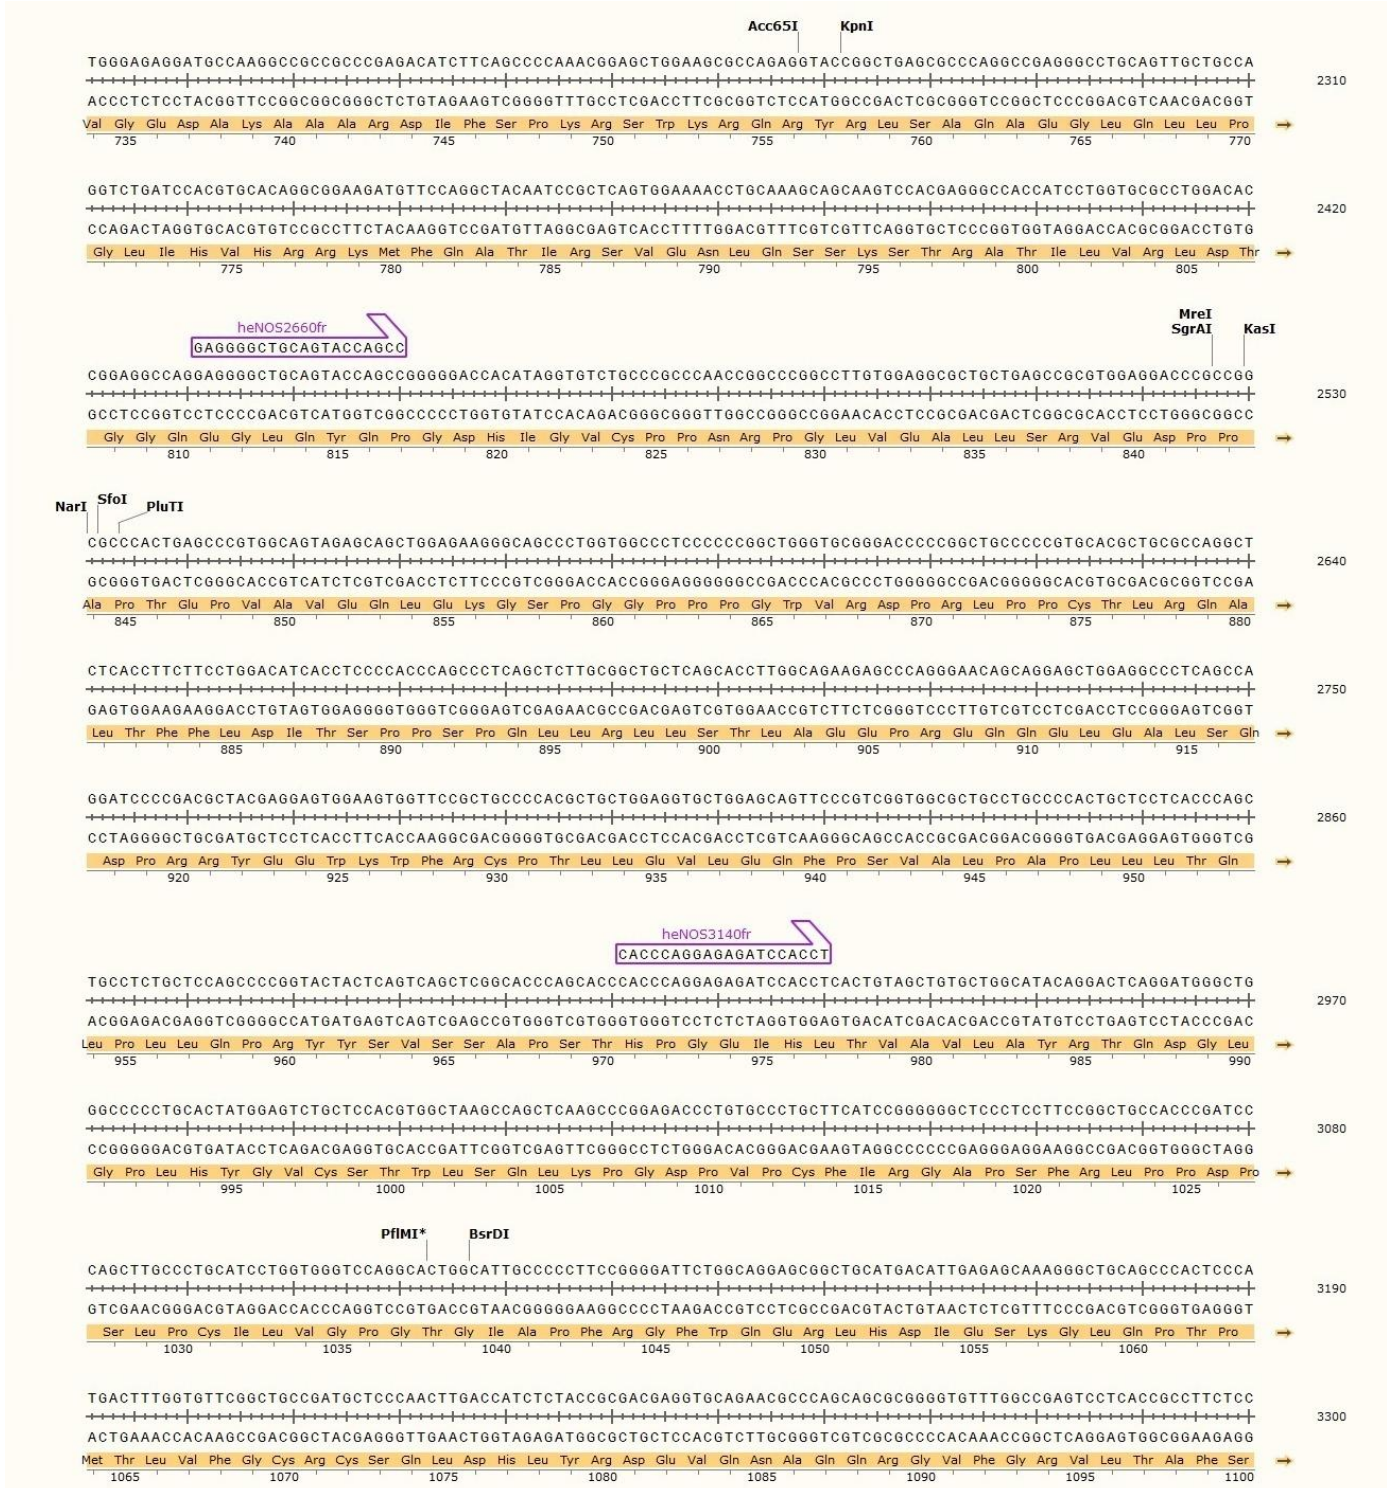 Acc65I KpnI
TGGGAGAGGATGCCAAGGCCGCCGCCCGAGACATCTTCAGCCCCAAACGGAGCTGGAAGCGCCAGAGGTACCGGCTGAGCGCCCAGGCCGAGGGCCTGCAGTTGCTGCCA
2310
ACCCTCTCCTACGGTTCCGGCGGCGGGCTCTGTAGAAGTCGGGGTTTGCCTCGACCTTCGCGGTCTCCATGGCCGACTCGCGGGTCCGGCTCCCGGACGTCAACGACGGT
Val Gly Glu Asp Ala Lys Ala Ala Ala Arg Asp Ile Phe Ser Pro Lys Arg Ser Trp Lys Arg Gln Arg Tyr Arg Leu Ser Ala Gln Ala Glu Gly Leu Gln Leu Leu Pro
735 740 745 750 755 760 765 770
GGTCTGATCCACGTGCACAGGCGGAAGATGTTCCAGGCTACAATCCGCTCAGTGGAAAACCTGCAAAGCAGCAAGTCCACGAGGGCCACCATCCTGGTGCGCCTGGACAC
2420
CCAGACTAGGTGCACGTGTCCGCCTTCTACAAGGTCCGATGTTAGGCGAGTCACCTTTTGGACGTTTCGTCGTTCAGGTGCTCCCGGTGGTAGGACCACGCGGACCTGTG
Gly Leu Ile His Val His Arg Arg Lys Met Phe Gln Ala Thr Ile Arg Ser Val Glu Asn Leu Gln Ser Ser Lys Ser Thr Arg Ala Thr Ile Leu Val Arg Leu Asp Thr
775 780 785 790 795 800 805
MreI
heNOS2660fr SgrAI KasI
GAGGGGCTGCAGTACCAGCC
CGGAGGCCAGGAGGGGCTGCAGTACCAGCCGGGGGACCACATAGGTGTCTGCCCGCCCAACCGGCCCGGCCTTGTGGAGGCGCTGCTGAGCCGCGTGGAGGACCCGCCGG
2530
GCCTCCGGTCCTCCCCGACGTCATGGTCGGCCCCCTGGTGTATCCACAGACGGGCGGGTTGGCCGGGCCGGAACACCTCCGCGACGACTCGGCGCACCTCCTGGGCGGCC
Gly Gly Gln Glu Gly Leu Gln Tyr Gln Pro Gly Asp His Ile Gly Val Cys Pro Pro Asn Arg Pro Gly Leu Val Glu Ala Leu Leu Ser Arg Val Glu Asp Pro Pro
810 815 820 825 830 835 840
NarI SfoI PluTI
CGCCCACTGAGCCCGTGGCAGTAGAGCAGCTGGAGAAGGGCAGCCCTGGTGGCCCTCCCCCCGGCTGGGTGCGGGACCCCCGGCTGCCCCCGTGCACGCTGCGCCAGGCT
2640
GCGGGTGACTCGGGCACCGTCATCTCGTCGACCTCTTCCCGTCGGGACCACCGGGAGGGGGGCCGACCCACGCCCTGGGGGCCGACGGGGGCACGTGCGACGCGGTCCGA
Ala Pro Thr Glu Pro Val Ala Val Glu Gln Leu Glu Lys Gly Ser Pro Gly Gly Pro Pro Pro Gly Trp Val Arg Asp Pro Arg Leu Pro Pro Cys Thr Leu Arg Gln Ala
845 850 855 860 865 870 875 880
CTCACCTTCTTCCTGGACATCACCTCCCCACCCAGCCCTCAGCTCTTGCGGCTGCTCAGCACCTTGGCAGAAGAGCCCAGGGAACAGCAGGAGCTGGAGGCCCTCAGCCA
2750
GAGTGGAAGAAGGACCTGTAGTGGAGGGGTGGGTCGGGAGTCGAGAACGCCGACGAGTCGTGGAACCGTCTTCTCGGGTCCCTTGTCGTCCTCGACCTCCGGGAGTCGGT
Leu Thr Phe Phe Leu Asp Ile Thr Ser Pro Pro Ser Pro Gln Leu Leu Arg Leu Leu Ser Thr Leu Ala Glu Glu Pro Arg Glu Gln Gln Glu Leu Glu Ala Leu Ser Gln
885 890 895 900 905 910 915
GGATCCCCGACGCTACGAGGAGTGGAAGTGGTTCCGCTGCCCCACGCTGCTGGAGGTGCTGGAGCAGTTCCCGTCGGTGGCGCTGCCTGCCCCACTGCTCCTCACCCAGC
2860
CCTAGGGGCTGCGATGCTCCTCACCTTCACCAAGGCGACGGGGTGCGACGACCTCCACGACCTCGTCAAGGGCAGCCACCGCGACGGACGGGGTGACGAGGAGTGGGTCG
Asp Pro Arg Arg Tyr Glu Glu Trp Lys Trp Phe Arg Cys Pro Thr Leu Leu Glu Val Leu Glu Gln Phe Pro Ser Val Ala Leu Pro Ala Pro Leu Leu Leu Thr Gln
920 925 930 935 940 945 950
heNOS3140fr
CACCCAGGAGAGATCCACCT
TGCCTCTGCTCCAGCCCCGGTACTACTCAGTCAGCTCGGCACCCAGCACCCACCCAGGAGAGATCCACCTCACTGTAGCTGTGCTGGCATACAGGACTCAGGATGGGCTG
2970
ACGGAGACGAGGTCGGGGCCATGATGAGTCAGTCGAGCCGTGGGTCGTGGGTGGGTCCTCTCTAGGTGGAGTGACATCGACACGACCGTATGTCCTGAGTCCTACCCGAC
Leu Pro Leu Leu Gln Pro Arg Tyr Tyr Ser Val Ser Ser Ala Pro Ser Thr His Pro Gly Glu Ile His Leu Thr Val Ala Val Leu Ala Tyr Arg Thr Gln Asp Gly Leu
955 960 965 970 975 980 985 990
GGCCCCCTGCACTATGGAGTCTGCTCCACGTGGCTAAGCCAGCTCAAGCCCGGAGACCCTGTGCCCTGCTTCATCCGGGGGGCTCCCTCCTTCCGGCTGCCACCCGATCC
3080
CCGGGGGACGTGATACCTCAGACGAGGTGCACCGATTCGGTCGAGTTCGGGCCTCTGGGACACGGGACGAAGTAGGCCCCCCGAGGGAGGAAGGCCGACGGTGGGCTAGG
Gly Pro Leu His Tyr Gly Val Cys Ser Thr Trp Leu Ser Gln Leu Lys Pro Gly Asp Pro Val Pro Cys Phe Ile Arg Gly Ala Pro Ser Phe Arg Leu Pro Pro Asp Pro
995 1000 1005 1010 1015 1020 1025
PflMI* BsrDI
CAGCTTGCCCTGCATCCTGGTGGGTCCAGGCACTGGCATTGCCCCCTTCCGGGGATTCTGGCAGGAGCGGCTGCATGACATTGAGAGCAAAGGGCTGCAGCCCACTCCCA
3190
GTCGAACGGGACGTAGGACCACCCAGGTCCGTGACCGTAACGGGGGAAGGCCCCTAAGACCGTCCTCGCCGACGTACTGTAACTCTCGTTTCCCGACGTCGGGTGAGGGT
Ser Leu Pro Cys Ile Leu Val Gly Pro Gly Thr Gly Ile Ala Pro Phe Arg Gly Phe Trp Gln Glu Arg Leu His Asp Ile Glu Ser Lys Gly Leu Gln Pro Thr Pro
1030 1035 1040 1045 1050 1055 1060
TGACTTTGGTGTTCGGCTGCCGATGCTCCCAACTTGACCATCTCTACCGCGACGAGGTGCAGAACGCCCAGCAGCGCGGGGTGTTTGGCCGAGTCCTCACCGCCTTCTCC
3300
ACTGAAACCACAAGCCGACGGCTACGAGGGTTGAACTGGTAGAGATGGCGCTGCTCCACGTCTTGCGGGTCGTCGCGCCCCACAAACCGGCTCAGGAGTGGCGGAAGAGG
Met Thr Leu Val Phe Gly Cys Arg Cys Ser Gln Leu Asp His Leu Tyr Arg Asp Glu Val Gln Asn Ala Gln Gln Arg Gly Val Phe Gly Arg Val Leu Thr Ala Phe Ser
1065 1070 1075 1080 1085 1090 1095 1100